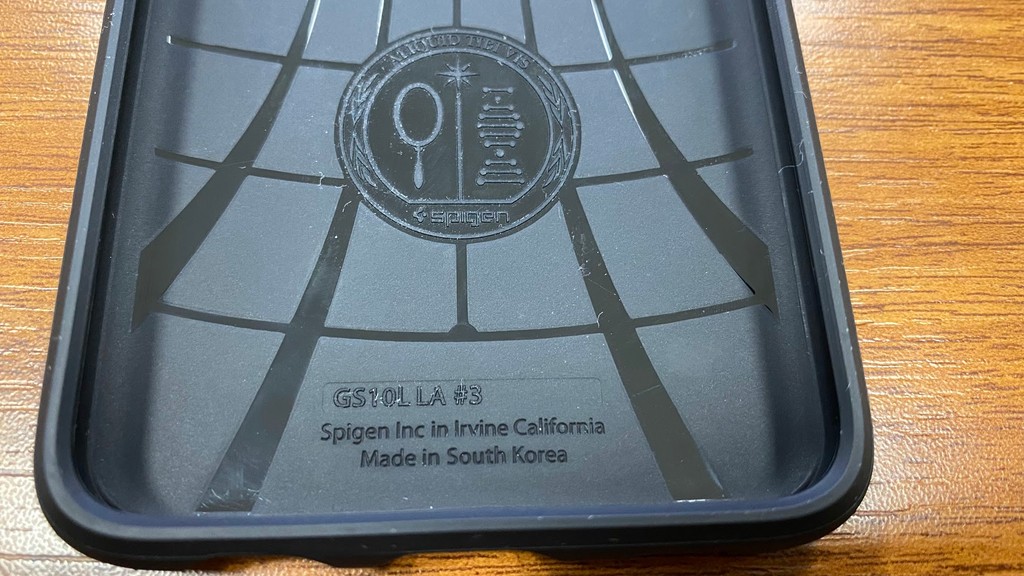 spigen
GS10L LA #3
Spigen Inc in Irvine California
Made in South Korea